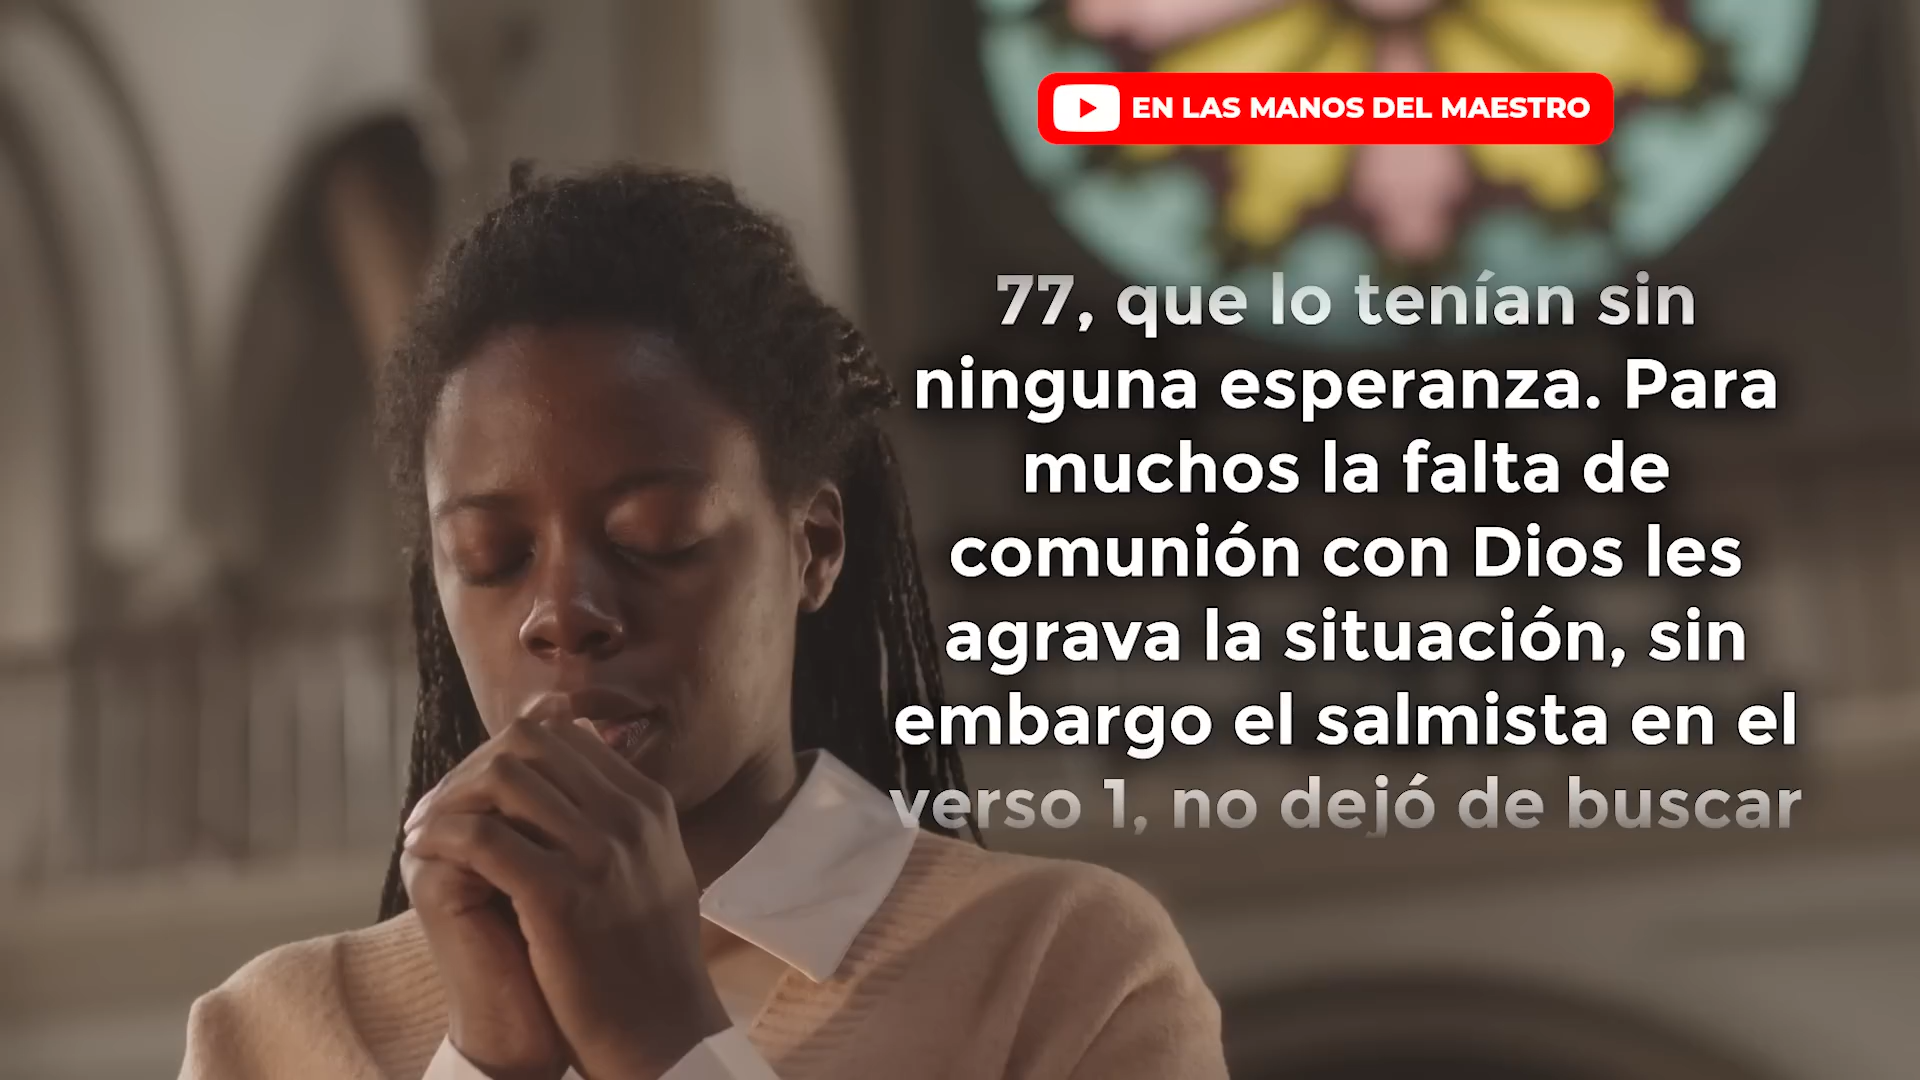 EN LAS MANOS DEL MAESTRO
77, que lo tenían sin
ninguna esperanza. Para
muchos la falta de
comunión con Dios les
agrava la situación, sin
embargo el salmista en el
verso 1, no dejó de buscar